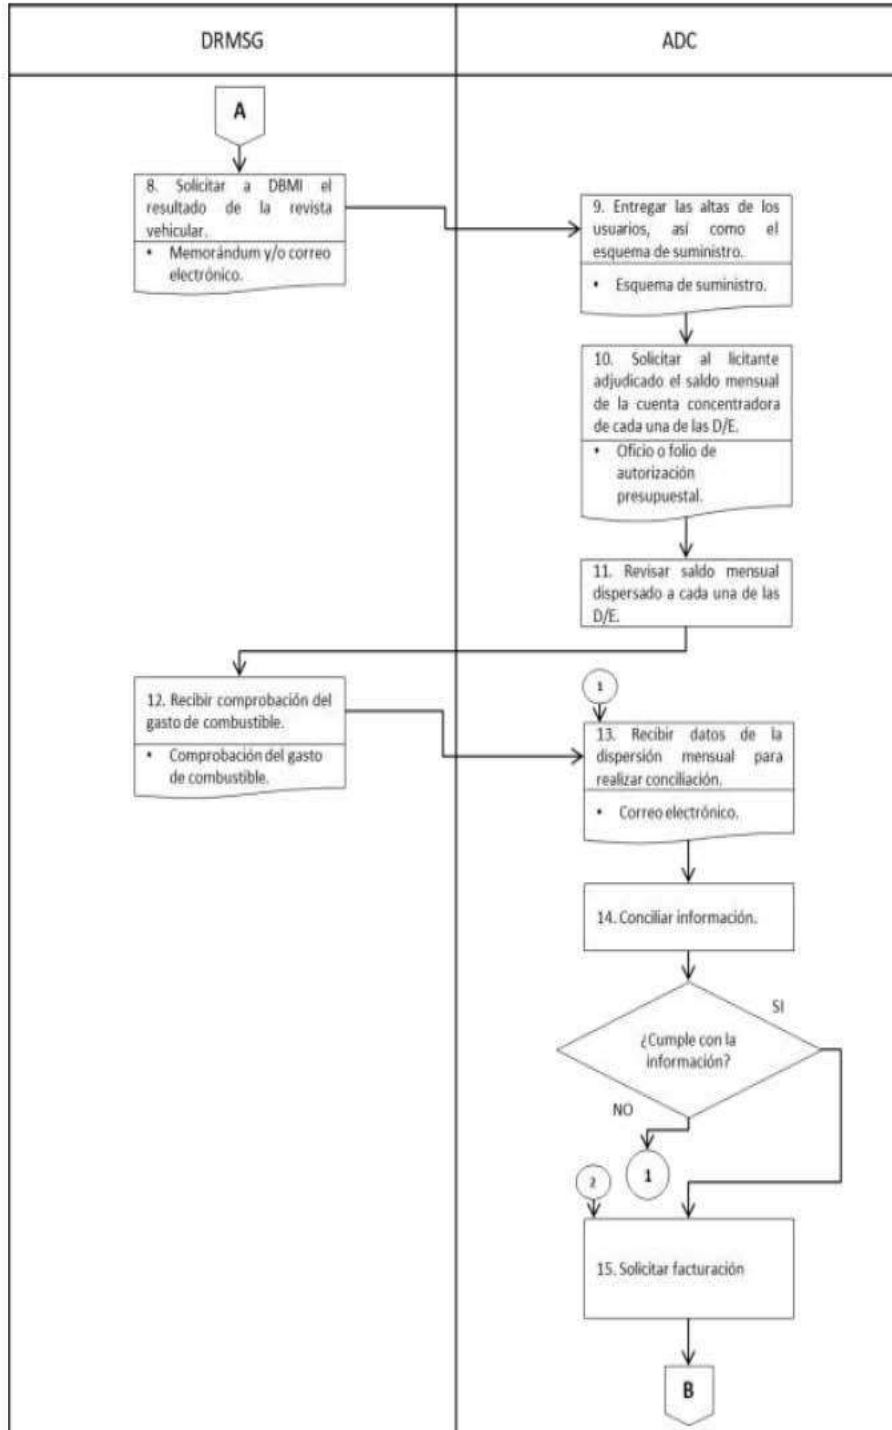 DRMSG
ADC
A
8. Solicitar a DBMI el
resultado de la revista
vehicular.
• Memorándum y/o correo
electrónico.
9. Entregar las altas de los
usuarios, así como el
esquema de suministro.
• Esquema de suministro.
10. Solicitar al licitante
adjudicado el saldo mensual
de la cuenta concentradora
de cada una de las D/E.
• Oficio o folio de
autorización
presupuestal.
11. Revisar saldo mensual
dispersado a cada una de las
D/E.
12. Recibir comprobación del
gasto de combustible.
• Comprobación del gasto
de combustible.
1
13. Recibir datos de la
dispersión mensual para
realizar conciliación.
• Correo electrónico.
14. Conciliar información.
¿Cumple con la
información?
SI
NO
1
2
15. Solicitar facturación
B